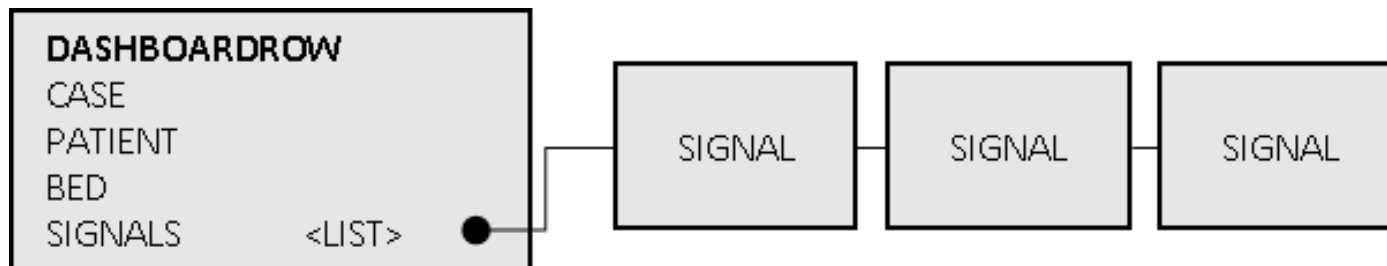 DASHBOARDROW
CASE
PATIENT
BED
SIGNALS <LIST>
SIGNAL
SIGNAL
SIGNAL